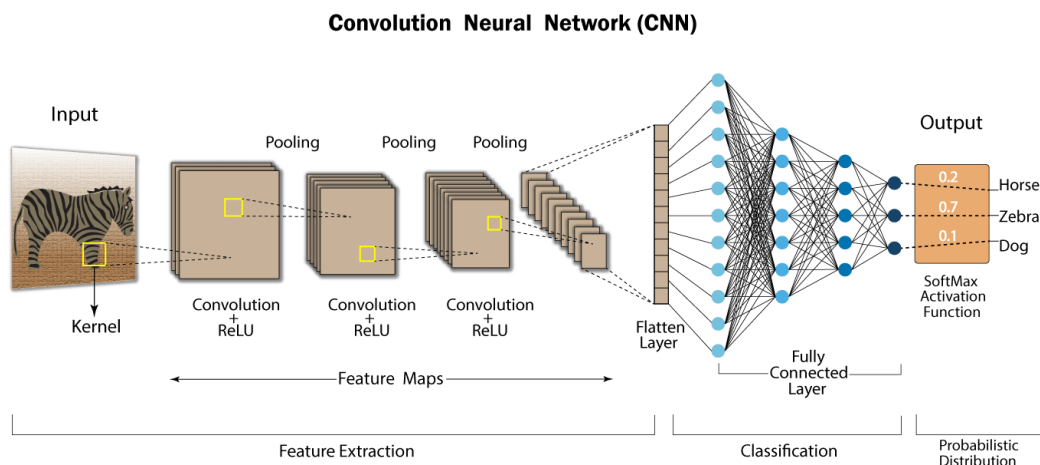 Convolution Neural Network (CNN)
Input
Pooling
Pooling
Pooling
Output
0.2
Horse
0.7
Zebra
0.1
Dog
Kernel
Convolution
+
ReLU
Convolution
+
ReLU
Convolution
+
ReLU
Flatten
Layer
SoftMax
Activation
Function
Feature Maps
Fully
Connected
Layer
Feature Extraction
Classification
Probabilistic
Distribution